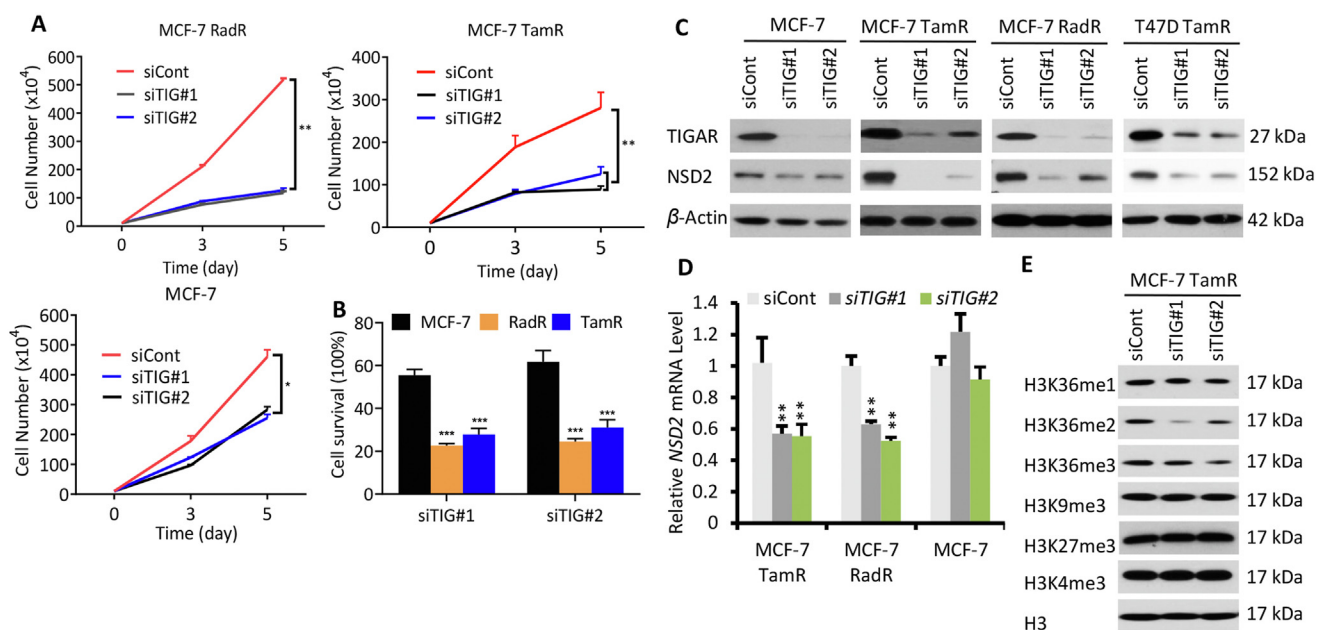 A
MCF-7 RadR
Cell Number (x10⁴)
600
500
400
300
200
100
0
siCont
siTIG#1
siTIG#2
**
0 3 5
Time (day)
MCF-7 TamR
Cell Number (x10⁴)
400
300
200
100
0
siCont
siTIG#1
siTIG#2
**
0 3 5
Time (day)
MCF-7
Cell Number (x10⁴)
600
500
400
300
200
100
0
siCont
siTIG#1
siTIG#2
*
0 3 5
Time (day)
B
MCF-7 RadR TamR
Cell survival (100%)
80
60
40
20
0
*** *** *** ***
siTIG#1 siTIG#2
C
MCF-7 MCF-7 TamR MCF-7 RadR T47D TamR
siCont siTIG#1 siTIG#2 siCont siTIG#1 siTIG#2 siCont siTIG#1 siTIG#2 siCont siTIG#1 siTIG#2
TIGAR 27 kDa
NSD2 152 kDa
β-Actin 42 kDa
D
siCont siTIG#1 siTIG#2
Relative NSD2 mRNA Level
1.4
1.2
1
0.8
0.6
0.4
0.2
0
** ** ** **
MCF-7 TamR
MCF-7 RadR
MCF-7
E
MCF-7 TamR
siCont siTIG#1 siTIG#2
H3K36me1 17 kDa
H3K36me2 17 kDa
H3K36me3 17 kDa
H3K9me3 17 kDa
H3K27me3 17 kDa
H3K4me3 17 kDa
H3 17 kDa